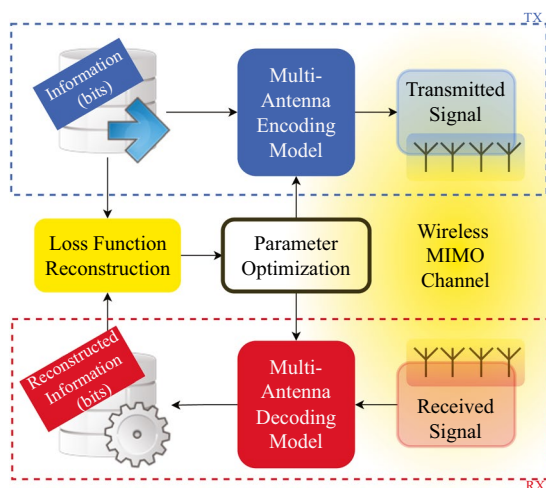 TX
Information
(bits)
Multi-
Antenna
Encoding
Model
Transmitted
Signal
Loss Function
Reconstruction
Parameter
Optimization
Wireless
MIMO
Channel
Reconstructed
Information
(bits)
Multi-
Antenna
Decoding
Model
Received
Signal
RX